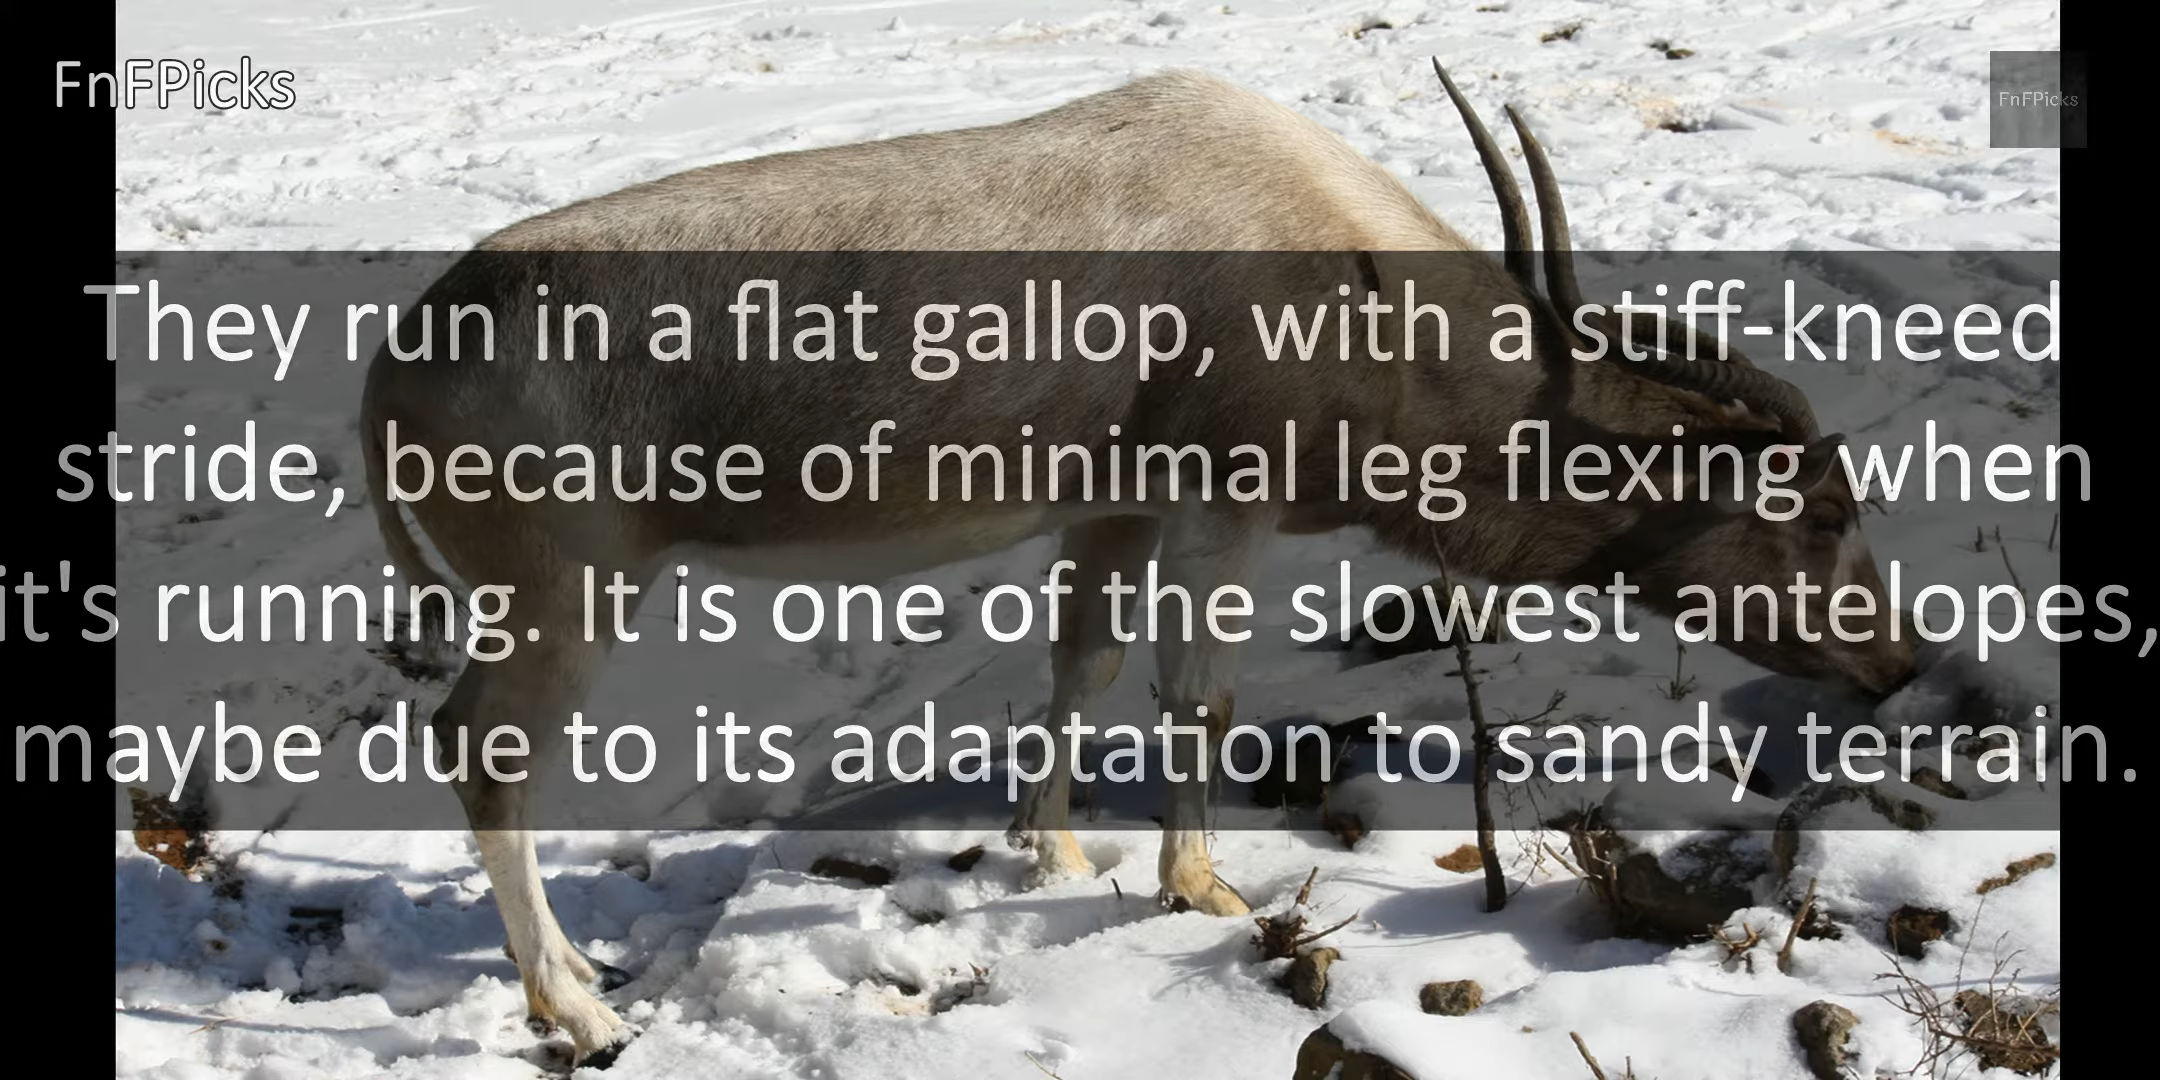 FnFPicks
FnFPicks
They run in a flat gallop, with a stiff-kneed
stride, because of minimal leg flexing when
it's running. It is one of the slowest antelopes,
maybe due to its adaptation to sandy terrain.